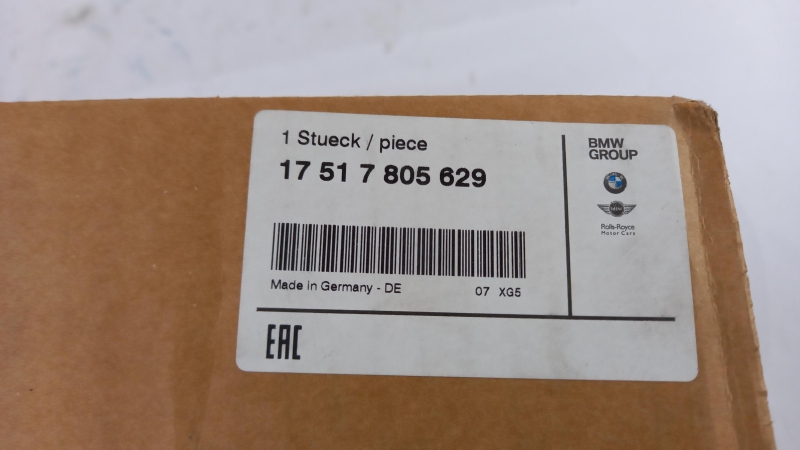 1 Stueck / piece
17 51 7 805 629
Made in Germany - DE
07 XG5
EAC
BMW
GROUP
MINI
Rolls-Royce
Motor Cars